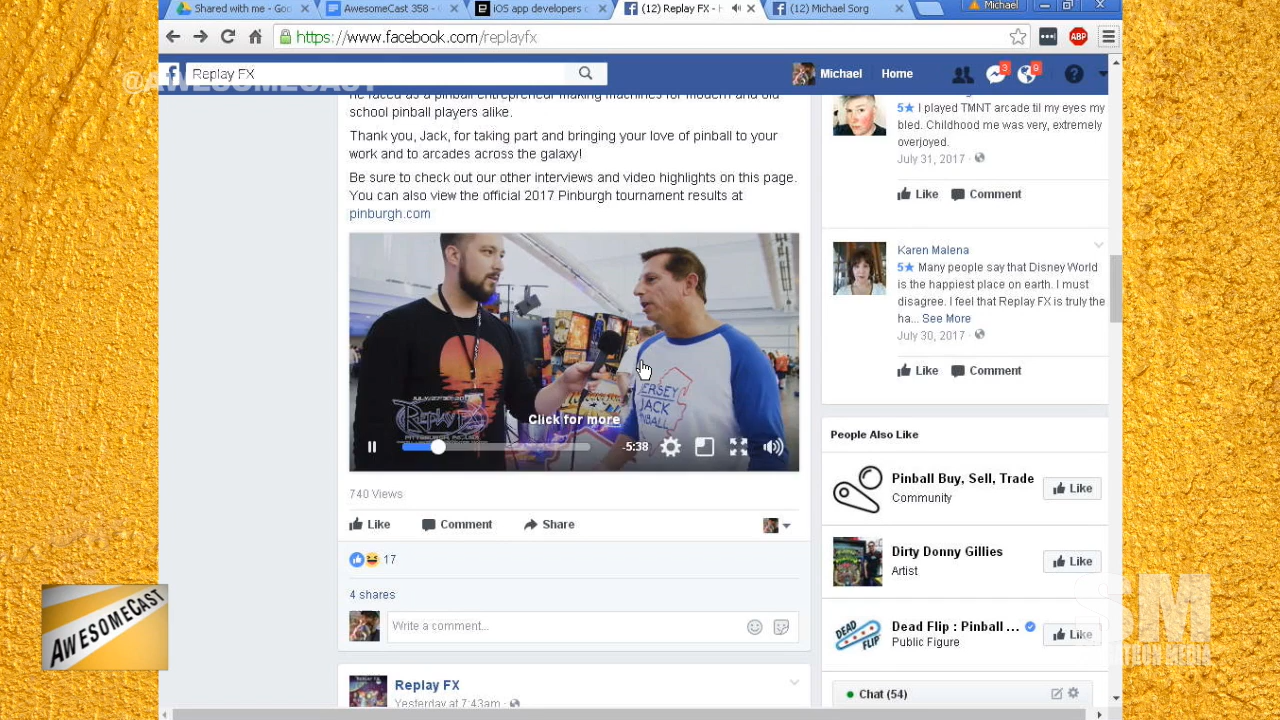 Shared with me - Goo
AwesomeCast 358 -
iOS app developers c
(12) Replay FX - H
(12) Michael Sorg
Michael
https://www.facebook.com/replayfx
ABP
@AWESOMECAST
Replay FX
Michael
Home
3
9
he faced as a pinball entrepreneur making machines for modern and old
school pinball players alike.
Thank you, Jack, for taking part and bringing your love of pinball to your
work and to arcades across the galaxy!
Be sure to check out our other interviews and video highlights on this page.
You can also view the official 2017 Pinburgh tournament results at
pinburgh.com
REPLAY FX
JERSEY
JACK
PINBALL
Click for more
-5:38
740 Views
Like
Comment
Share
17
4 shares
Write a comment...
Replay FX
Yesterday at 7:43am
5★ I played TMNT arcade til my eyes my
bled. Childhood me was very, extremely
overjoyed.
July 31, 2017
Like
Comment
Karen Malena
5★ Many people say that Disney World
is the happiest place on earth. I must
disagree. I feel that Replay FX is truly the
ha... See More
July 30, 2017
Like
Comment
People Also Like
Pinball Buy, Sell, Trade
Community
Like
Dirty Donny Gillies
Artist
Like
DEAD
FLIP
Dead Flip : Pinball ...
Public Figure
Like
Chat (54)
AWESOMECAST
SM